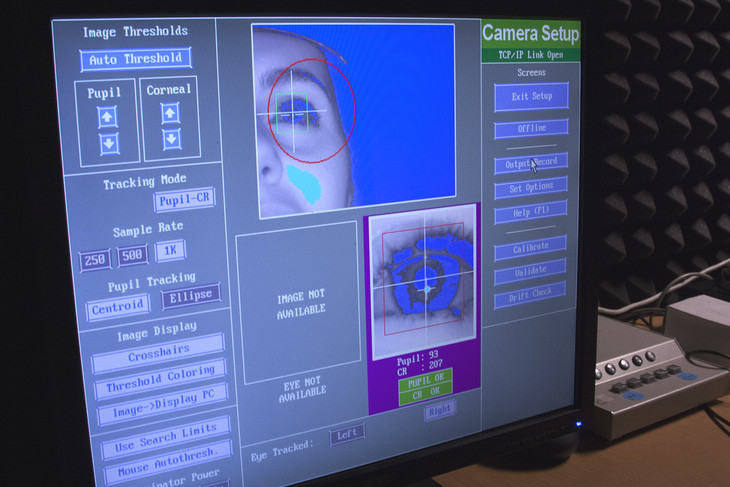 Image Thresholds
Auto Threshold
Pupil
Corneal
Tracking Mode
Pupil-CR
Sample Rate
250
500
1K
Pupil Tracking
Centroid
Ellipse
Image Display
Crosshairs
Threshold Coloring
Image->Display PC
Use Search Limits
Mouse Autothresh.
Power
IMAGE NOT
AVAILABLE
EYE NOT
AVAILABLE
Pupil: 93
CR : 207
PUPIL OK
CR OK
Eye Tracked:
Left
Right
Camera Setup
TCP/IP Link Open
Screens
Exit Setup
Offline
Output/Record
Set Options
Help (F1)
Calibrate
Validate
Drift Check